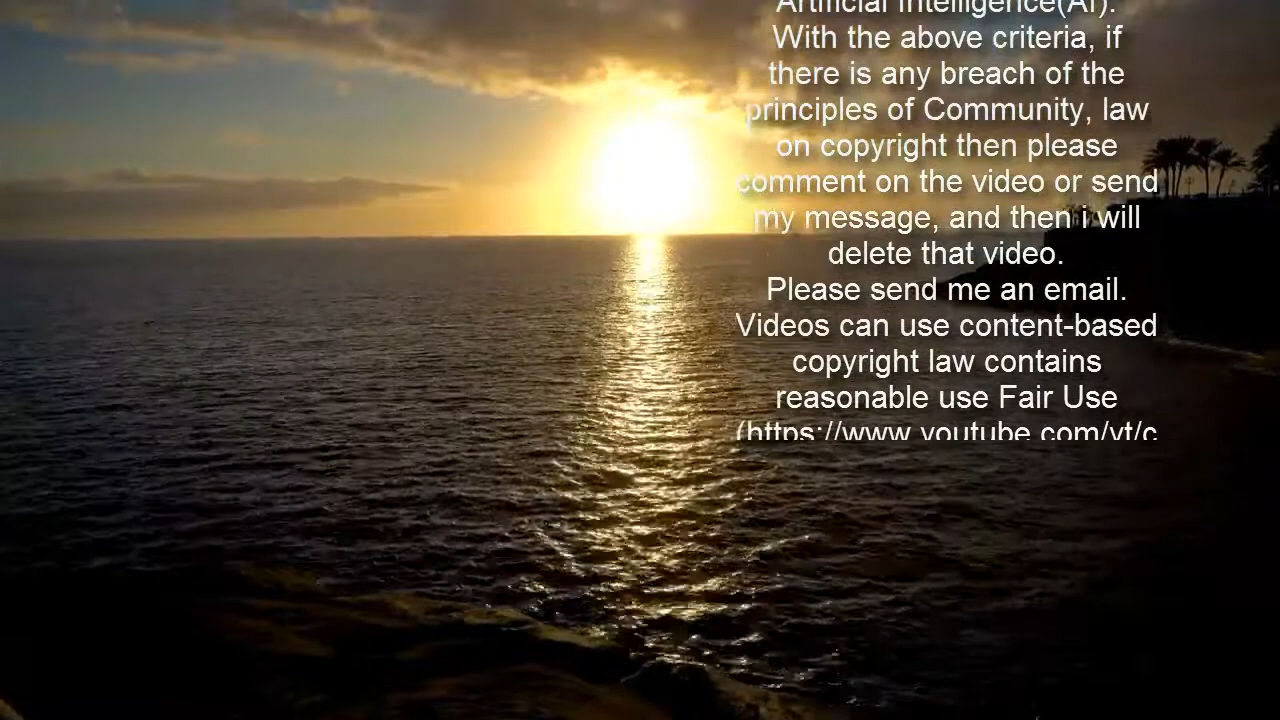 Artificial Intelligence(AI).
With the above criteria, if
there is any breach of the
principles of Community, law
on copyright then please
comment on the video or send
my message, and then i will
delete that video.
Please send me an email.
Videos can use content-based
copyright law contains
reasonable use Fair Use
(https://www.youtube.com/yt/c